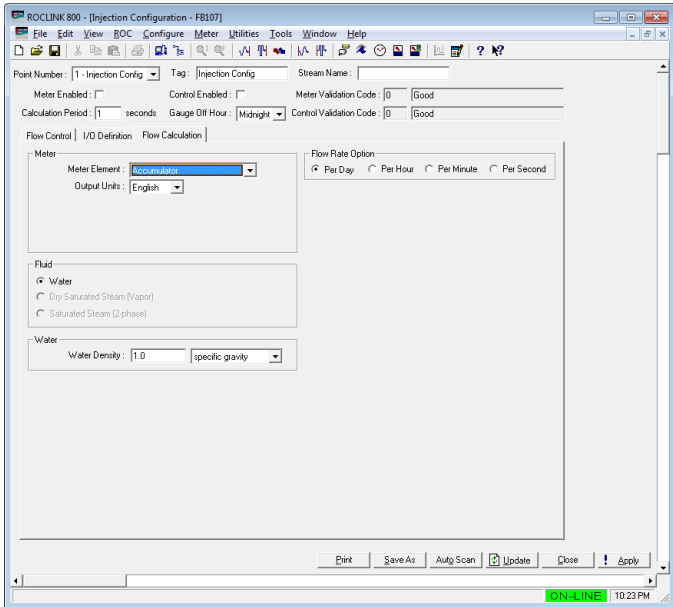 ROCLINK 800 - [Injection Configuration - FB107]
File Edit View ROC Configure Meter Utilities Tools Window Help
Point Number : 1 - Injection Config Tag : Injection Config Stream Name :
Meter Enabled : Control Enabled : Meter Validation Code : 0 Good
Calculation Period : 1 seconds Gauge Off Hour : Midnight Control Validation Code : 0 Good
Flow Control I/O Definition Flow Calculation
Meter
Meter Element : Accumulator
Output Units : English
Flow Rate Option
Per Day Per Hour Per Minute Per Second
Fluid
Water
Dry Saturated Steam (Vapor)
Saturated Steam (2-phase)
Water
Water Density : 1.0 specific gravity
Print Save As Auto Scan Update Close ! Apply
ON-LINE 10:23 PM